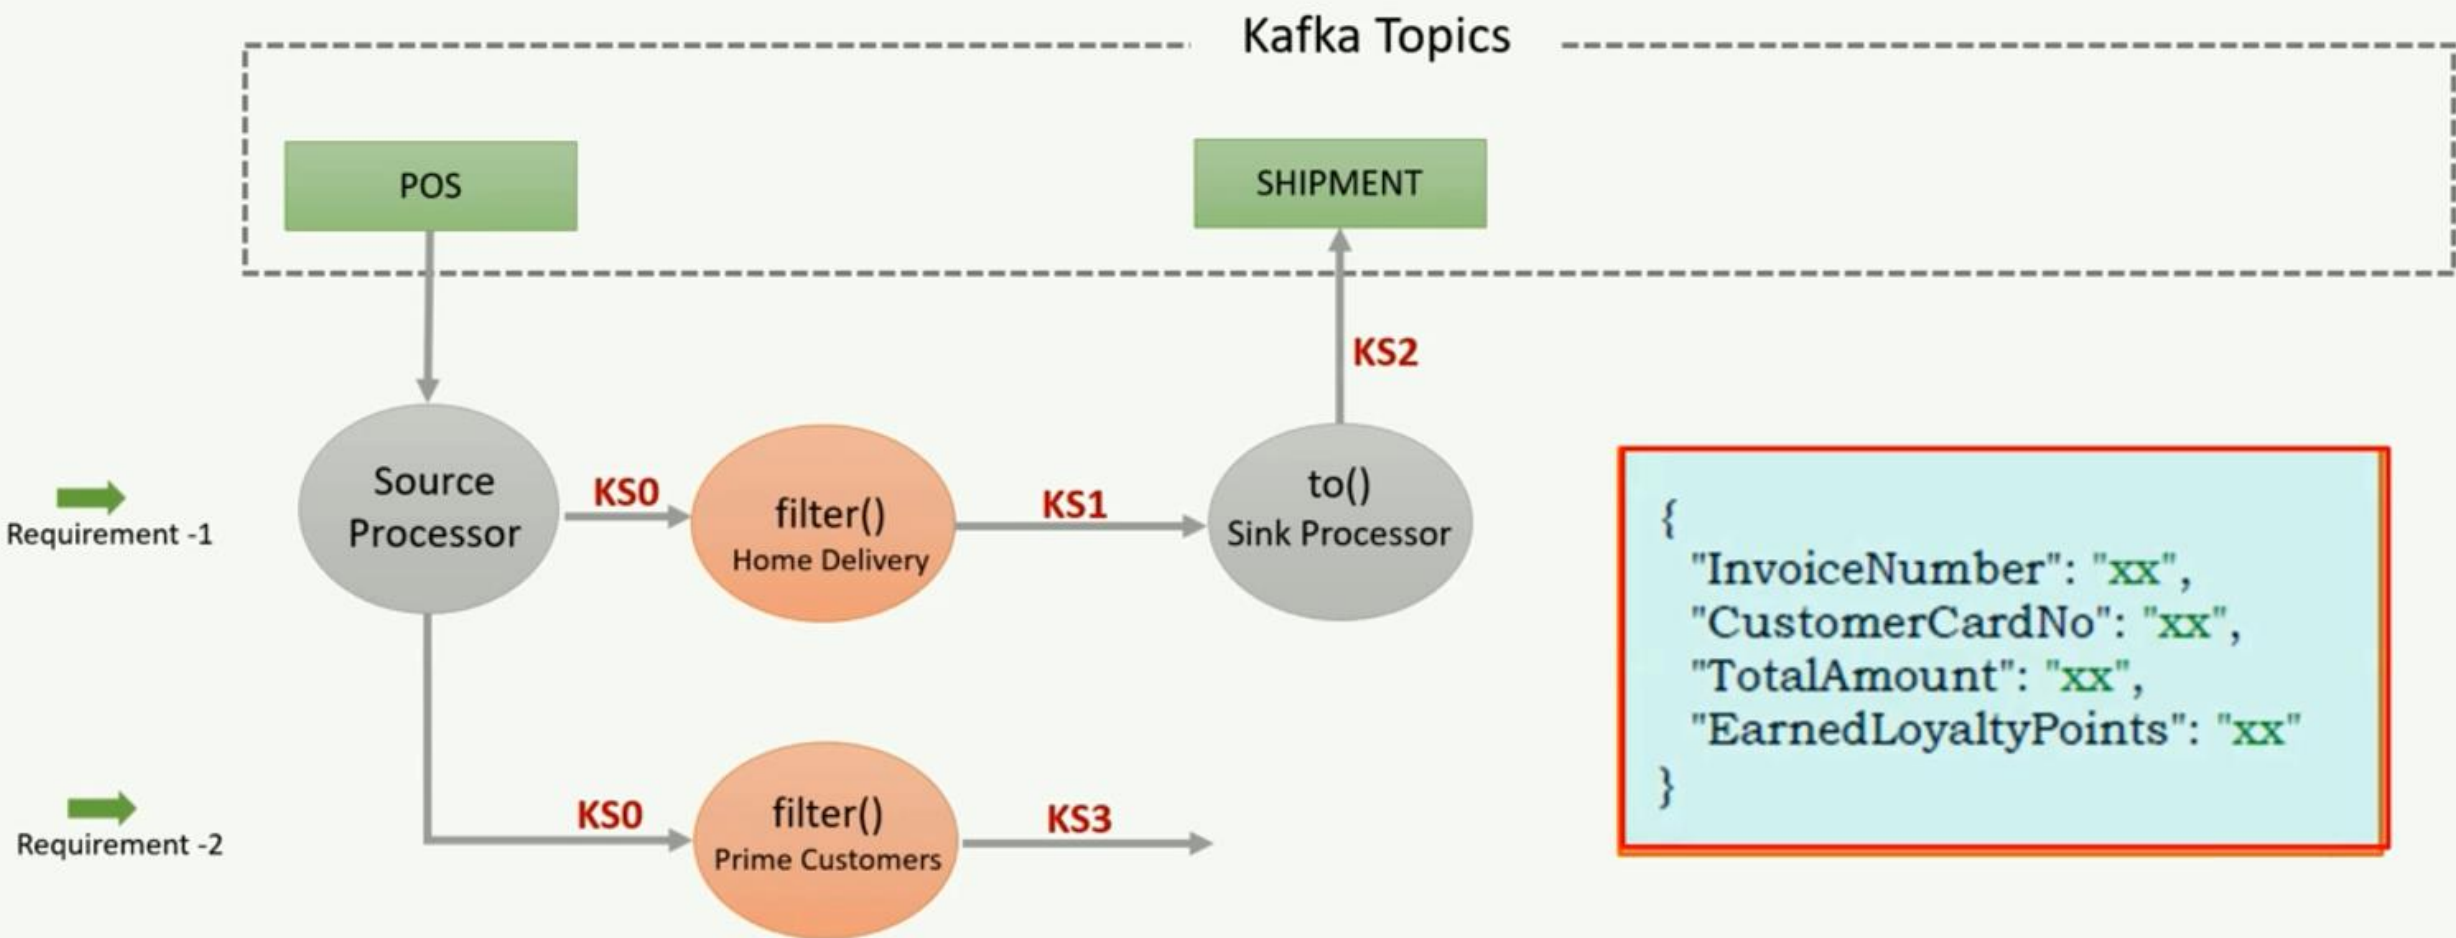 Kafka Topics
POS
SHIPMENT
KS2
Requirement -1
Source
Processor
KS0
filter()
Home Delivery
KS1
to()
Sink Processor
{
"InvoiceNumber": "xx",
"CustomerCardNo": "xx",
"TotalAmount": "xx",
"EarnedLoyaltyPoints": "xx"
}
Requirement -2
KS0
filter()
Prime Customers
KS3